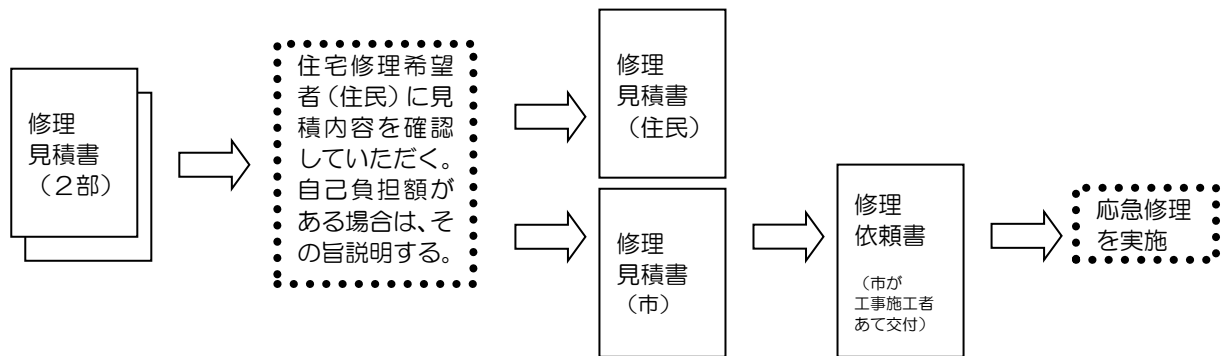 修理
見積書
（２部）
住宅修理希望
者（住民）に見
積内容を確認
していただく。
自己負担額が
ある場合は、そ
の旨説明する。
修理
見積書
（住民）
修理
見積書
（市）
修理
依頼書
（市が
工事施工者
あて交付）
応急修理
を実施